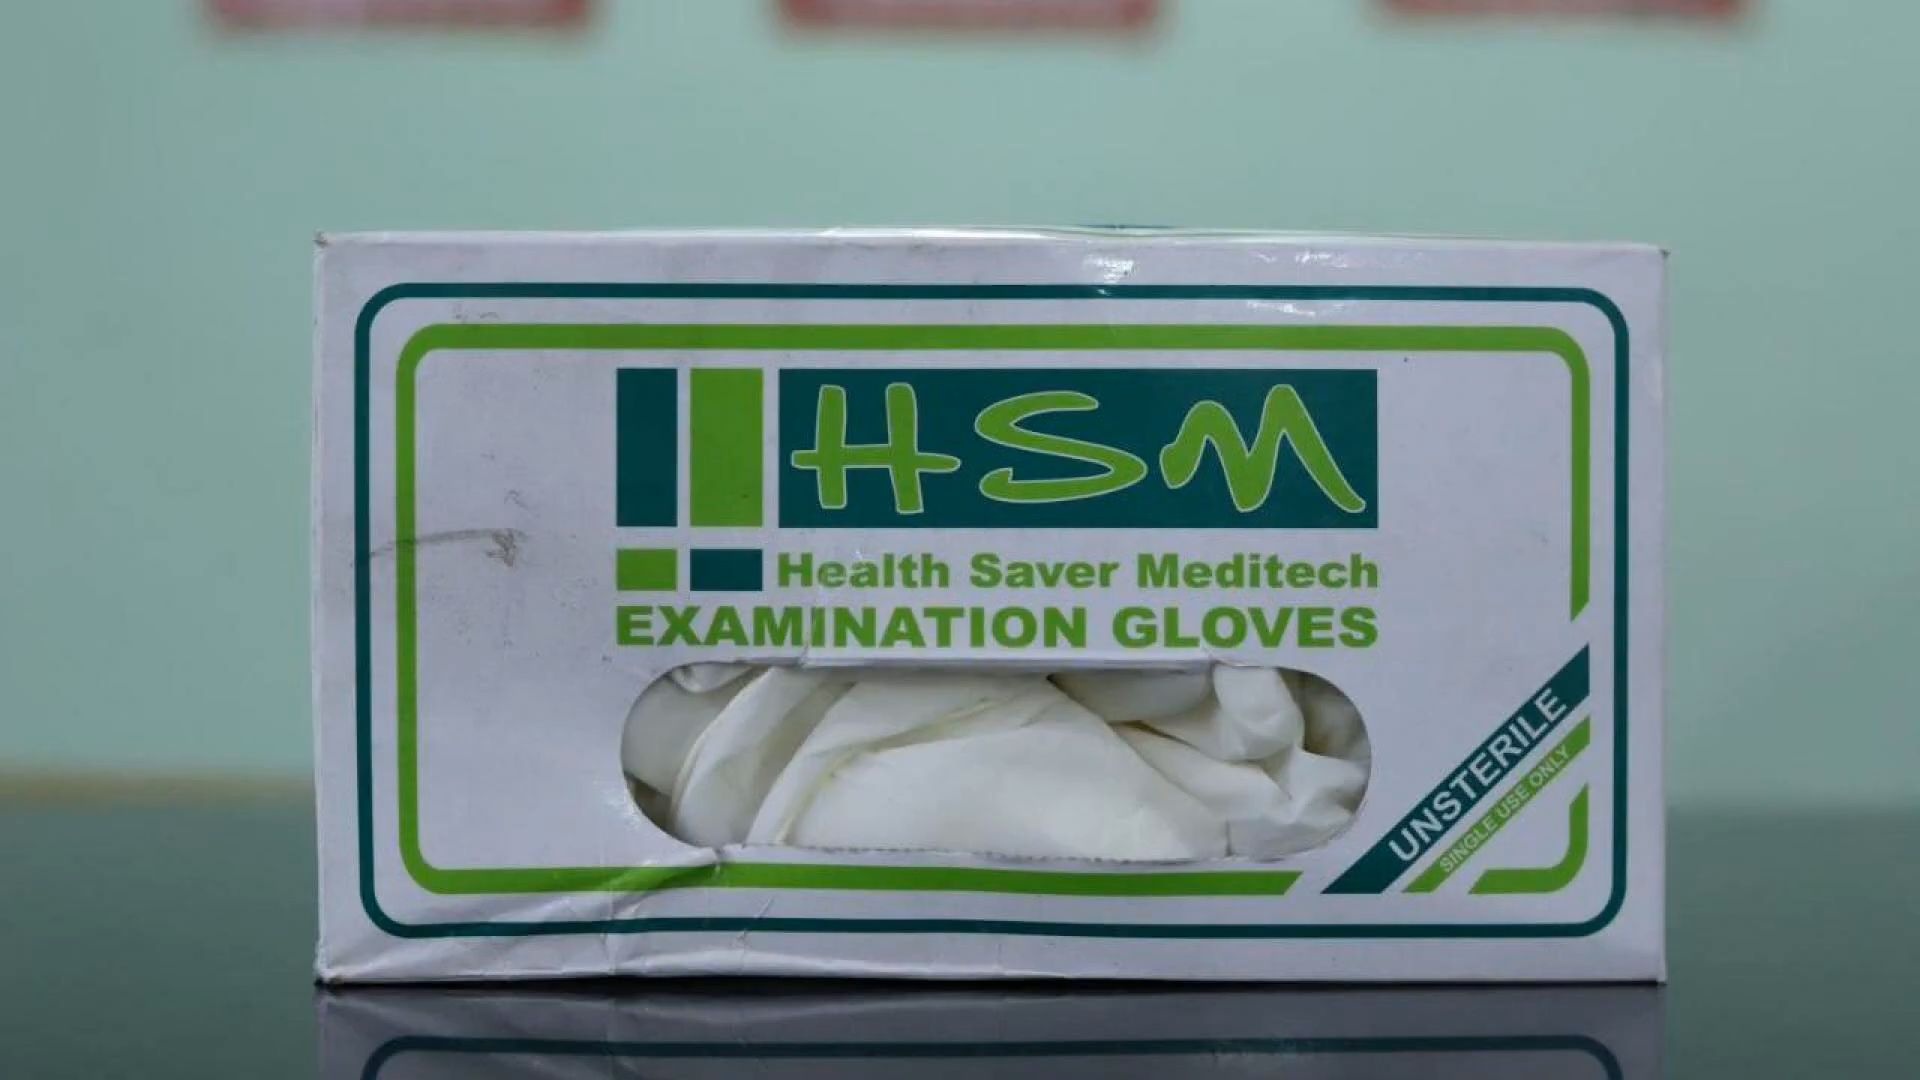 HSM
Health Saver Meditech
EXAMINATION GLOVES
UNSTERILE
SINGLE USE ONLY